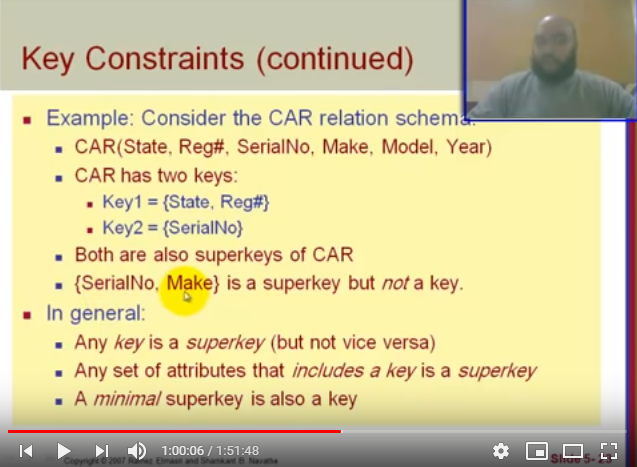 Key Constraints (continued)
Example: Consider the CAR relation schema:
CAR(State, Reg#, SerialNo, Make, Model, Year)
CAR has two keys:
Key1 = {State, Reg#}
Key2 = {SerialNo}
Both are also superkeys of CAR
{SerialNo, Make} is a superkey but not a key.
In general:
Any key is a superkey (but not vice versa)
Any set of attributes that includes a key is a superkey
A minimal superkey is also a key
1:00:06 / 1:51:48
Copyright © 2007 Ramez Elmasri and Shamkant B. Navathe
Slide 5-